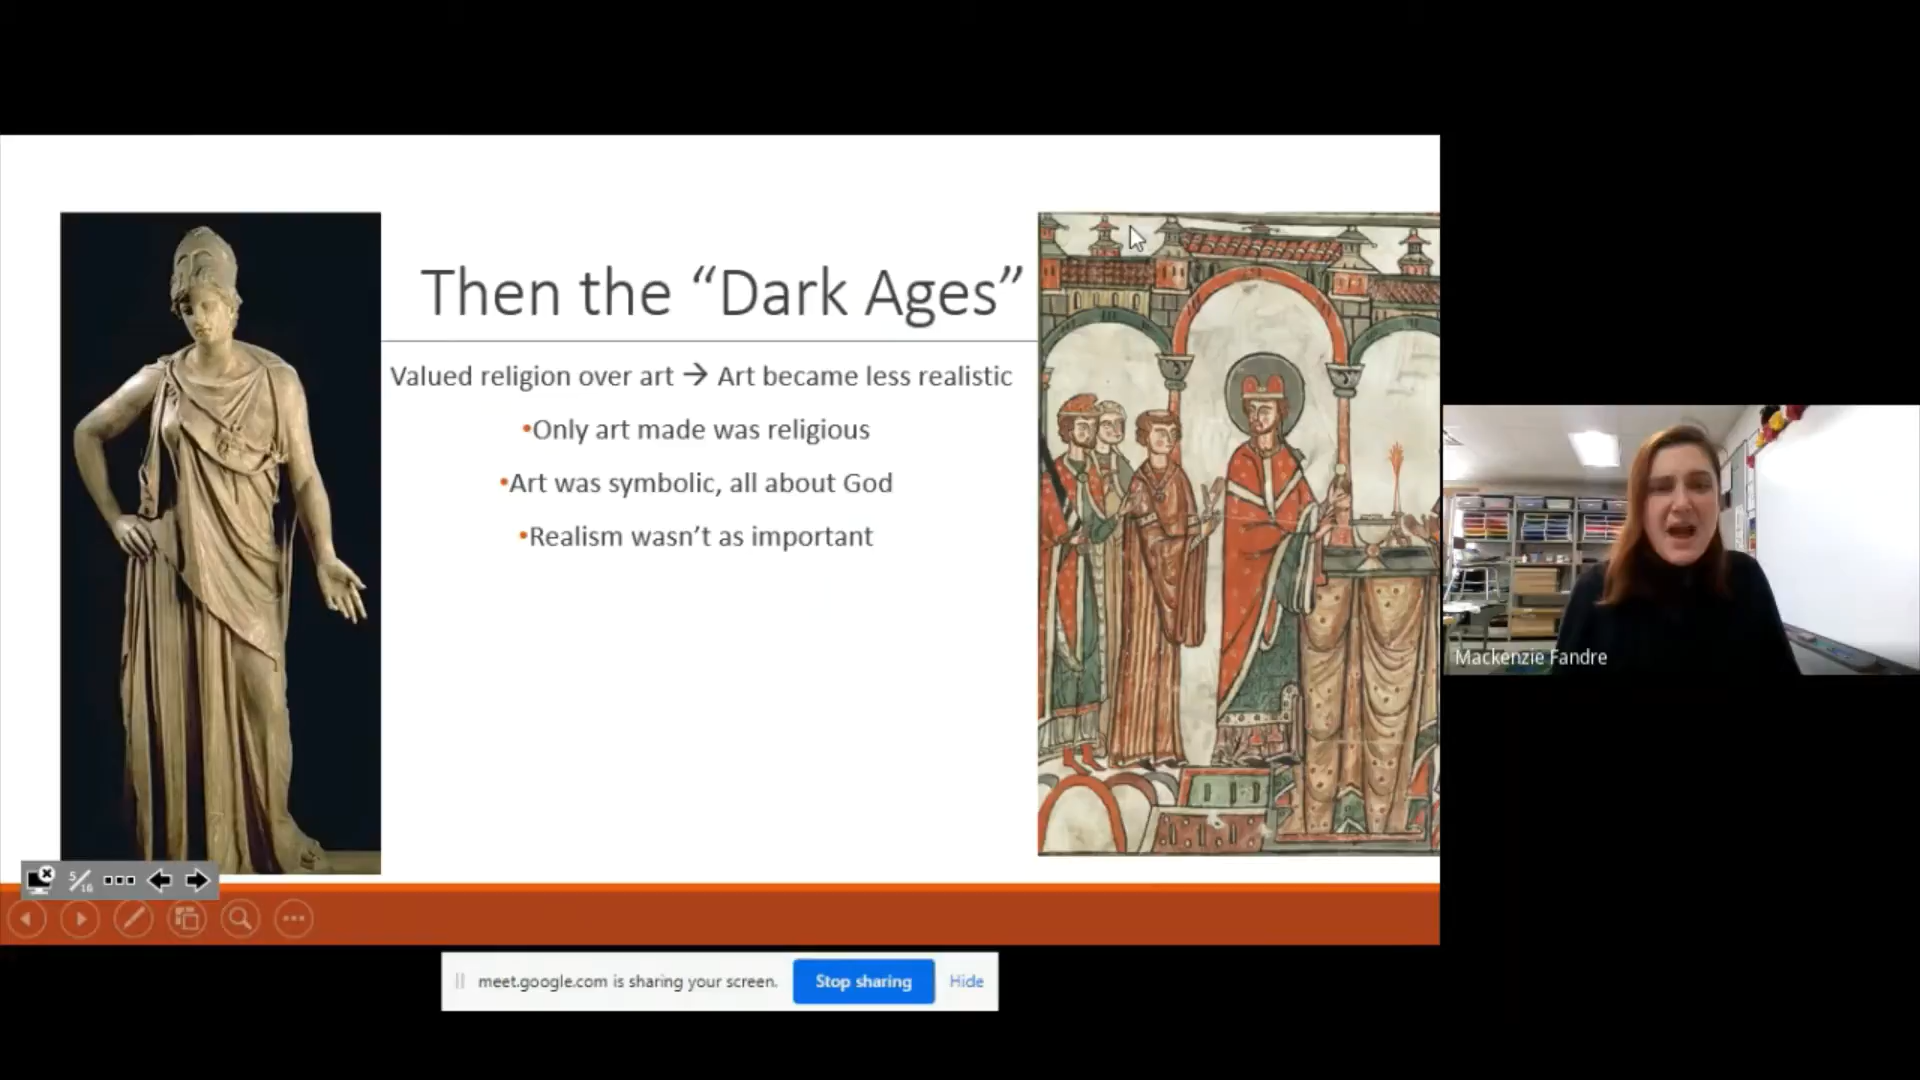 Then the “Dark Ages”
Valued religion over art → Art became less realistic
•Only art made was religious
•Art was symbolic, all about God
•Realism wasn’t as important
Mackenzie Fandre
5/16
meet.google.com is sharing your screen.
Stop sharing
Hide